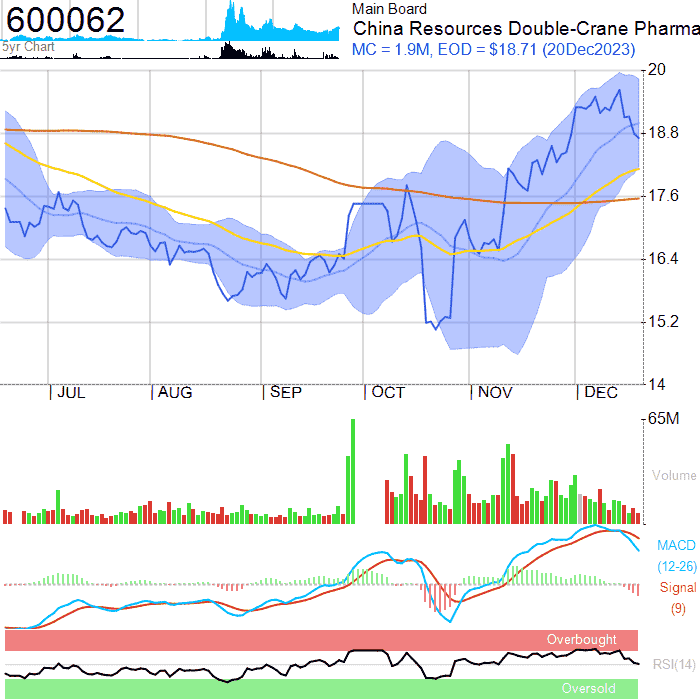 600062
5yr Chart
Main Board
China Resources Double-Crane Pharma
MC = 1.9M, EOD = $18.71 (20Dec2023)
20
18.8
17.6
16.4
15.2
14
JUL AUG SEP OCT NOV DEC
65M
Volume
MACD
(12-26)
Signal
(9)
Overbought
RSI(14)
Oversold